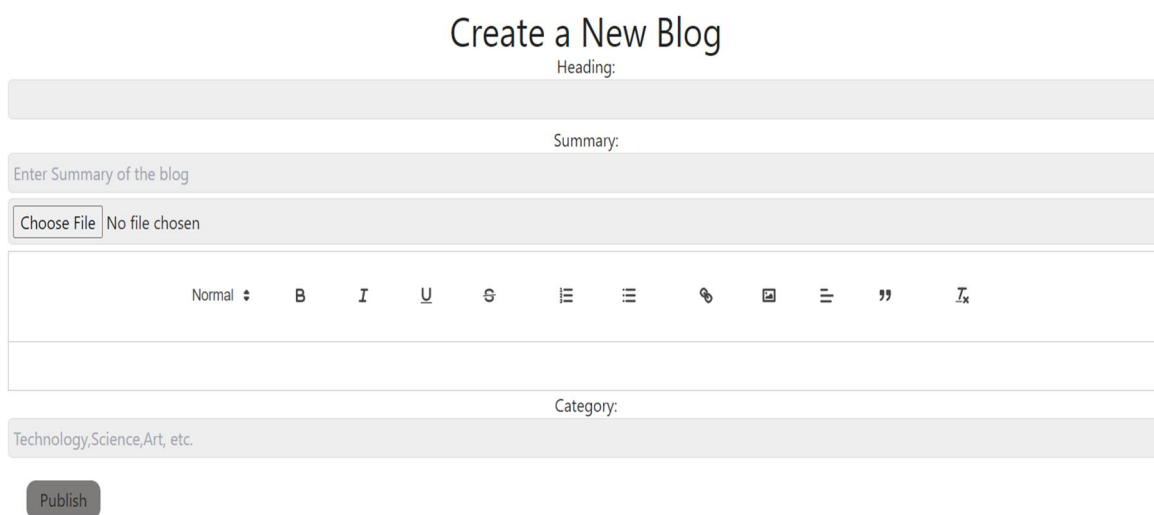 Create a New Blog
Heading:
Summary:
Enter Summary of the blog
Choose File No file chosen
Normal B I U S
Category:
Technology,Science,Art, etc.
Publish